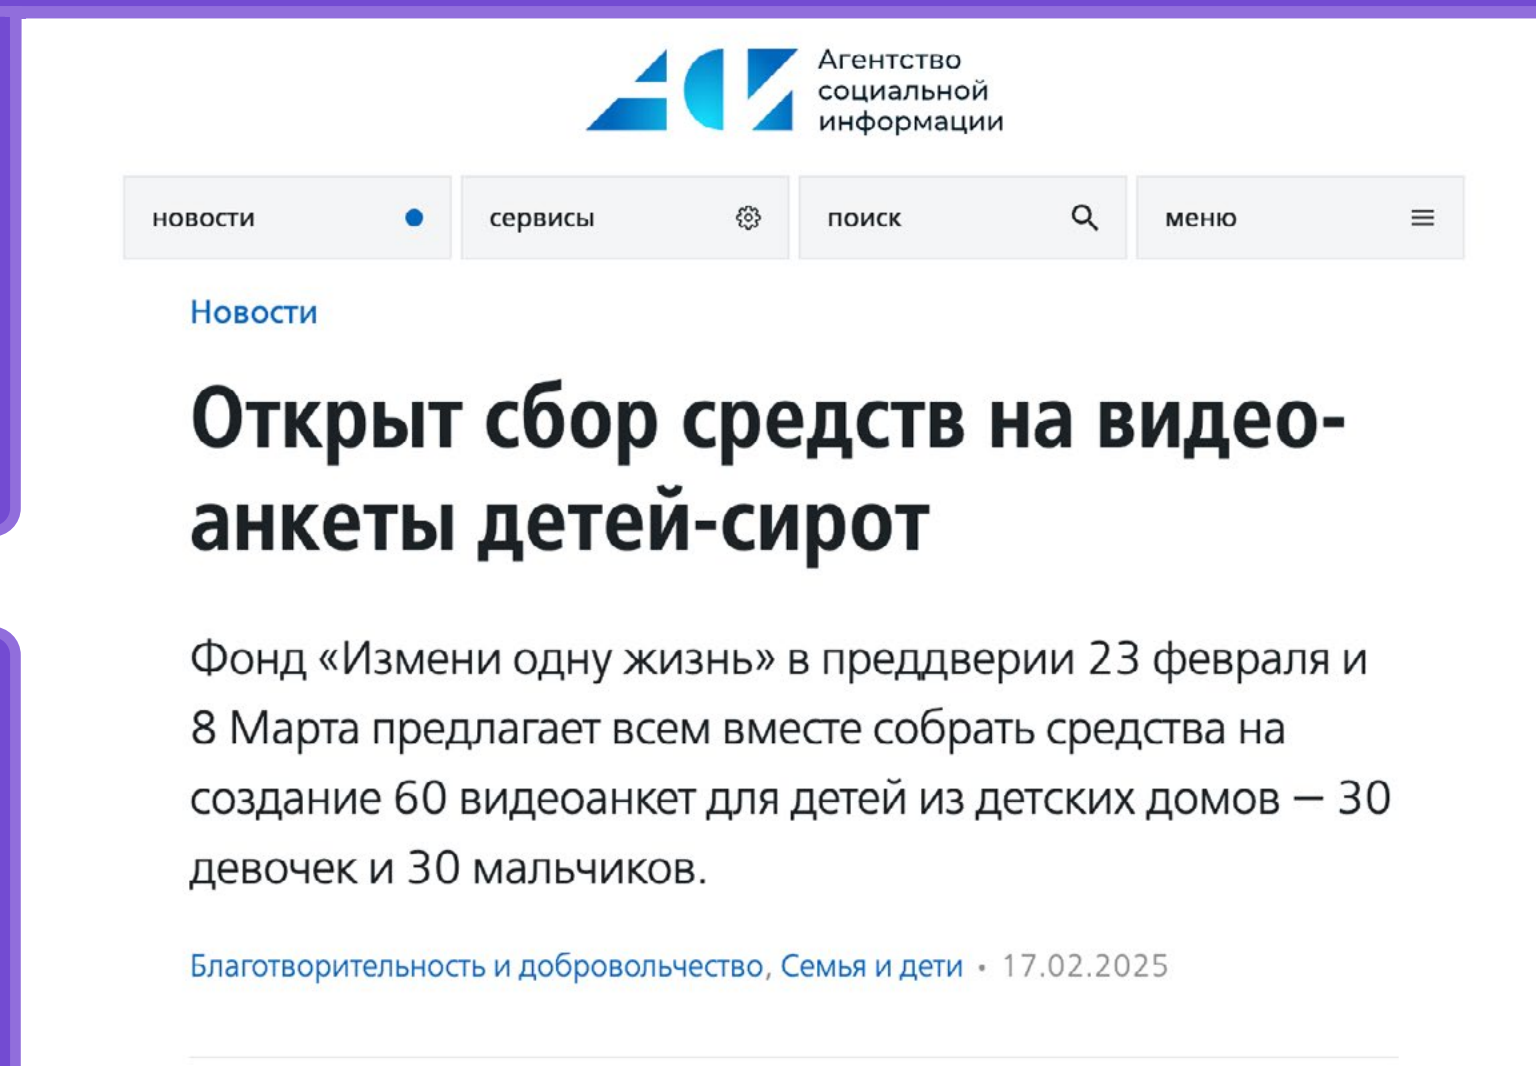 АСИ
Агентство
социальной
информации
новости
сервисы
поиск
меню
Новости
Открыт сбор средств на видео-
анкеты детей-сирот
Фонд «Измени одну жизнь» в преддверии 23 февраля и
8 Марта предлагает всем вместе собрать средства на
создание 60 видеоанкет для детей из детских домов — 30
девочек и 30 мальчиков.
Благотворительность и добровольчество, Семья и дети • 17.02.2025